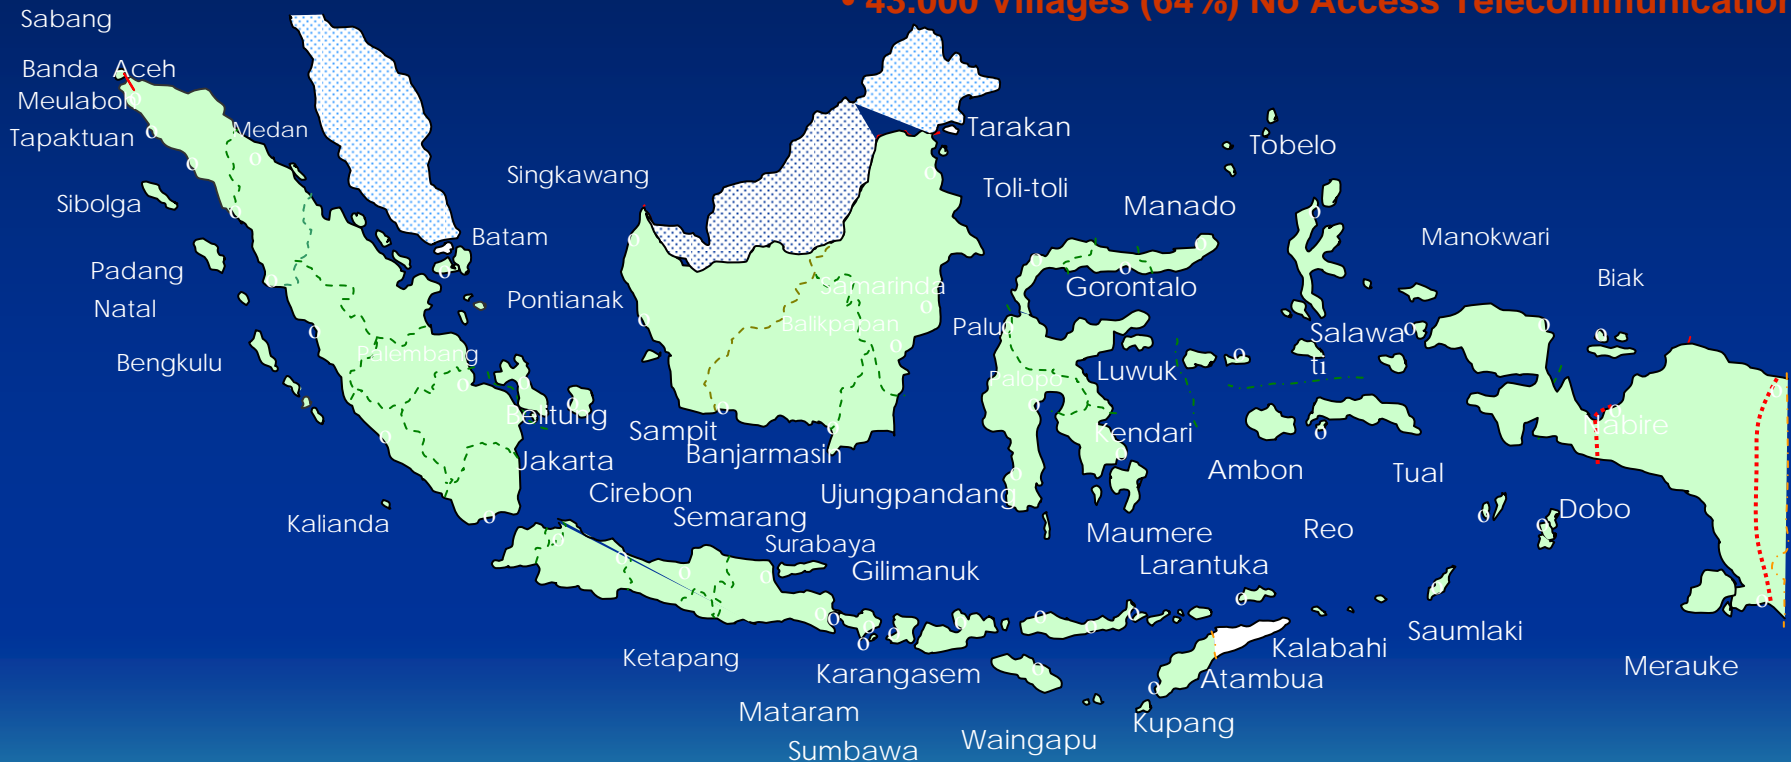 • 43.000 Villages (64%) No Access Telecommunication
Sabang
Banda Aceh
Meulaboh
Tapaktuan
Medan
Sibolga
Padang
Natal
Bengkulu
Palembang
Kalianda
Batam
Singkawang
Pontianak
Belitung
Jakarta
Cirebon
Semarang
Surabaya
Gilimanuk
Sampit
Banjarmasin
Balikpapan
Samarinda
Tarakan
Toli-toli
Manado
Gorontalo
Palu
Palopo
Luwuk
Kendari
Ujungpandang
Tobelo
Manokwari
Biak
Salawa
ti
Nabire
Ambon
Tual
Dobo
Reo
Maumere
Larantuka
Ketapang
Karangasem
Mataram
Sumbawa
Waingapu
Kupang
Atambua
Kalabahi
Saumlaki
Merauke